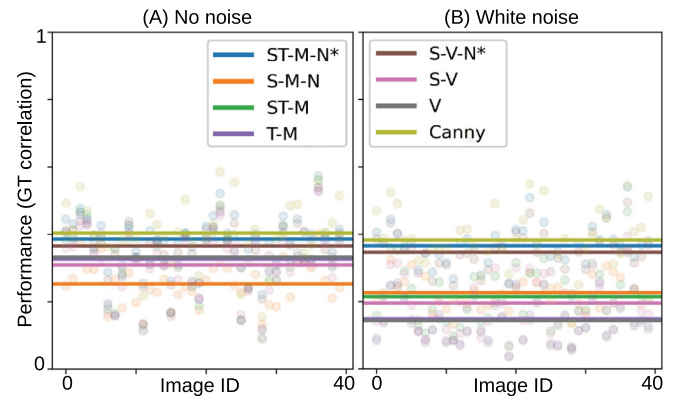 (A) No noise
(B) White noise
Performance (GT correlation)
1
0
ST-M-N*
S-M-N
ST-M
T-M
S-V-N*
S-V
V
Canny
0
Image ID
40
0
Image ID
40